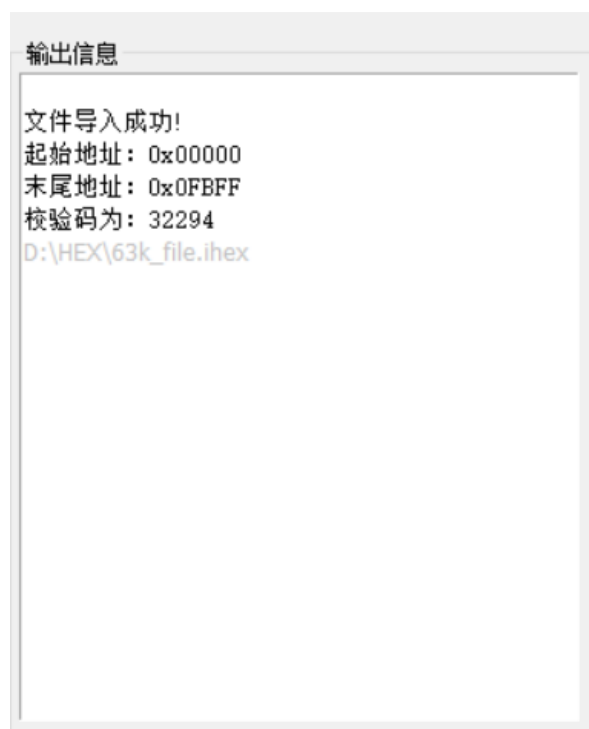 输出信息
文件导入成功!
起始地址: 0x00000
末尾地址: 0x0FBFF
校验码为: 32294
D:\HEX\63k_file.ihex